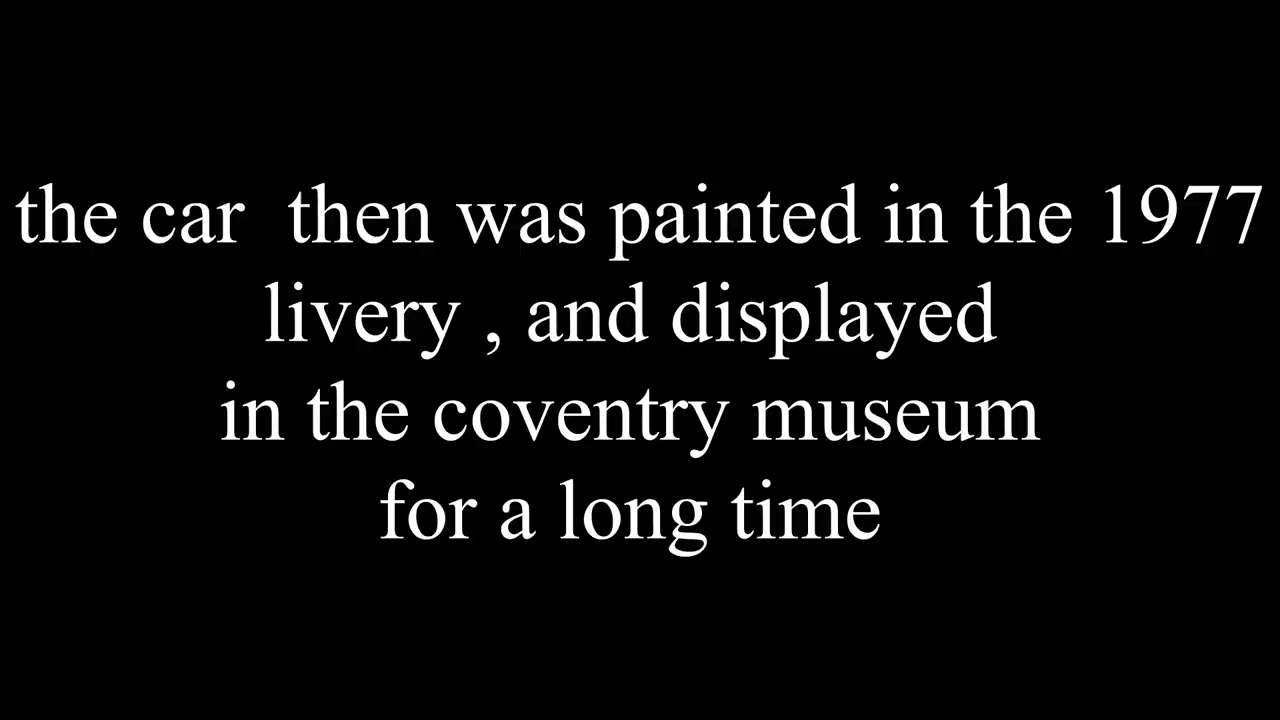 the car  then was painted in the 1977
livery , and displayed
in the coventry museum
for a long time